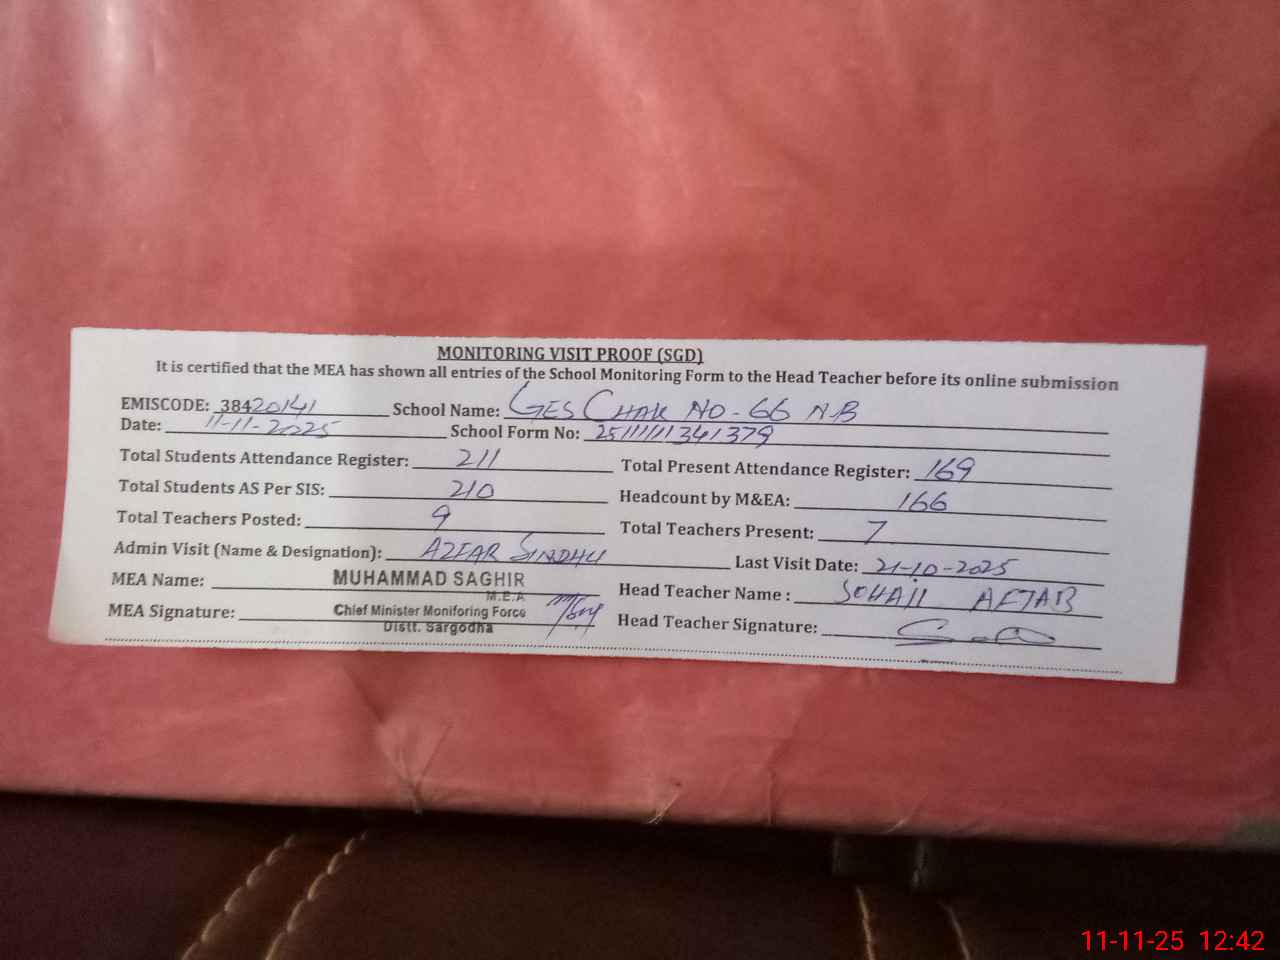 MONITORING VISIT PROOF (SGD)
It is certified that the MEA has shown all entries of the School Monitoring Form to the Head Teacher before its online submission
EMISCODE: 38420141 School Name: GES CHAK NO-66 N.B
Date: 11-11-2025 School Form No: 25111111341379
Total Students Attendance Register: 211 Total Present Attendance Register: 169
Total Students AS Per SIS: 210 Headcount by M&EA: 166
Total Teachers Posted: 9 Total Teachers Present: 7
Admin Visit (Name & Designation): AZFAR SINDHU Last Visit Date: 21-10-2025
MEA Name: MUHAMMAD SAGHIR Head Teacher Name : SOHAIL AFTAB
M.E.A
MEA Signature: Chief Minister Monitoring Force Head Teacher Signature:
Distt. Sargodha
11-11-25 12:42